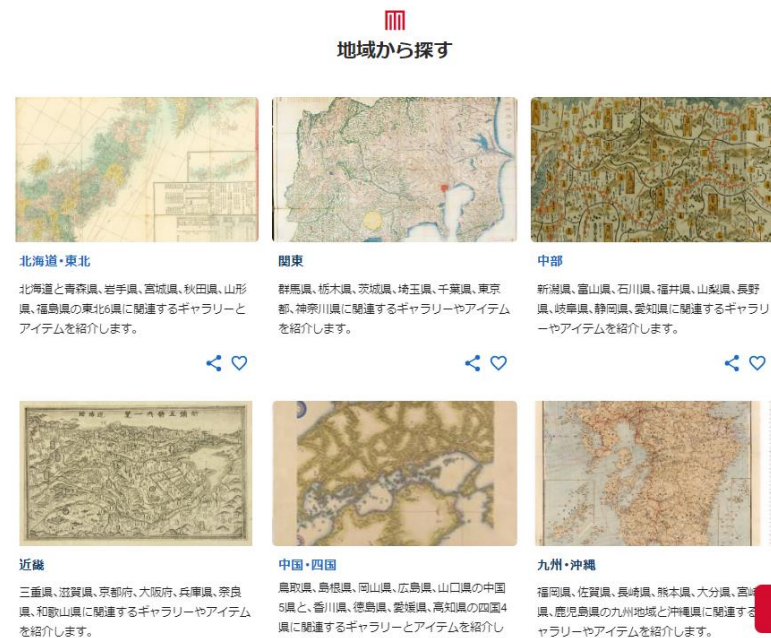 地域から探す
北海道・東北
北海道と青森県、岩手県、宮城県、秋田県、山形
県、福島県の東北6県に関連するギャラリーと
アイテムを紹介します。
関東
群馬県、栃木県、茨城県、埼玉県、千葉県、東京
都、神奈川県に関連するギャラリーやアイテム
を紹介します。
中部
新潟県、富山県、石川県、福井県、山梨県、長野
県、岐阜県、静岡県、愛知県に関連するギャラリ
ーやアイテムを紹介します。
近畿
三重県、滋賀県、京都府、大阪府、兵庫県、奈良
県、和歌山県に関連するギャラリーやアイテム
を紹介します。
中国・四国
鳥取県、島根県、岡山県、広島県、山口県の中国
5県と、香川県、徳島県、愛媛県、高知県の四国4
県に関連するギャラリーとアイテムを紹介し
九州・沖縄
福岡県、佐賀県、長崎県、熊本県、大分県、宮崎
県、鹿児島県の九州地域と沖縄県に関連する
ャラリーやアイテムを紹介します。